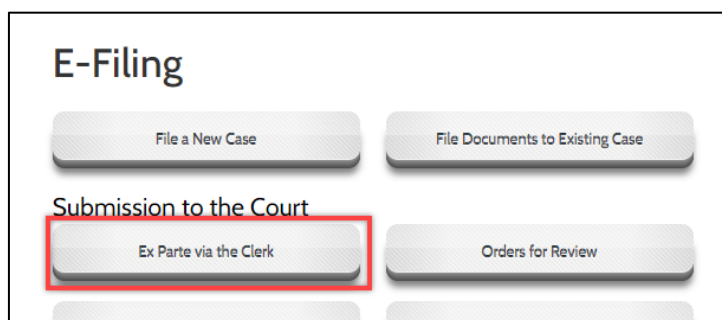 E-Filing
File a New Case
File Documents to Existing Case
Submission to the Court
Ex Parte via the Clerk
Orders for Review